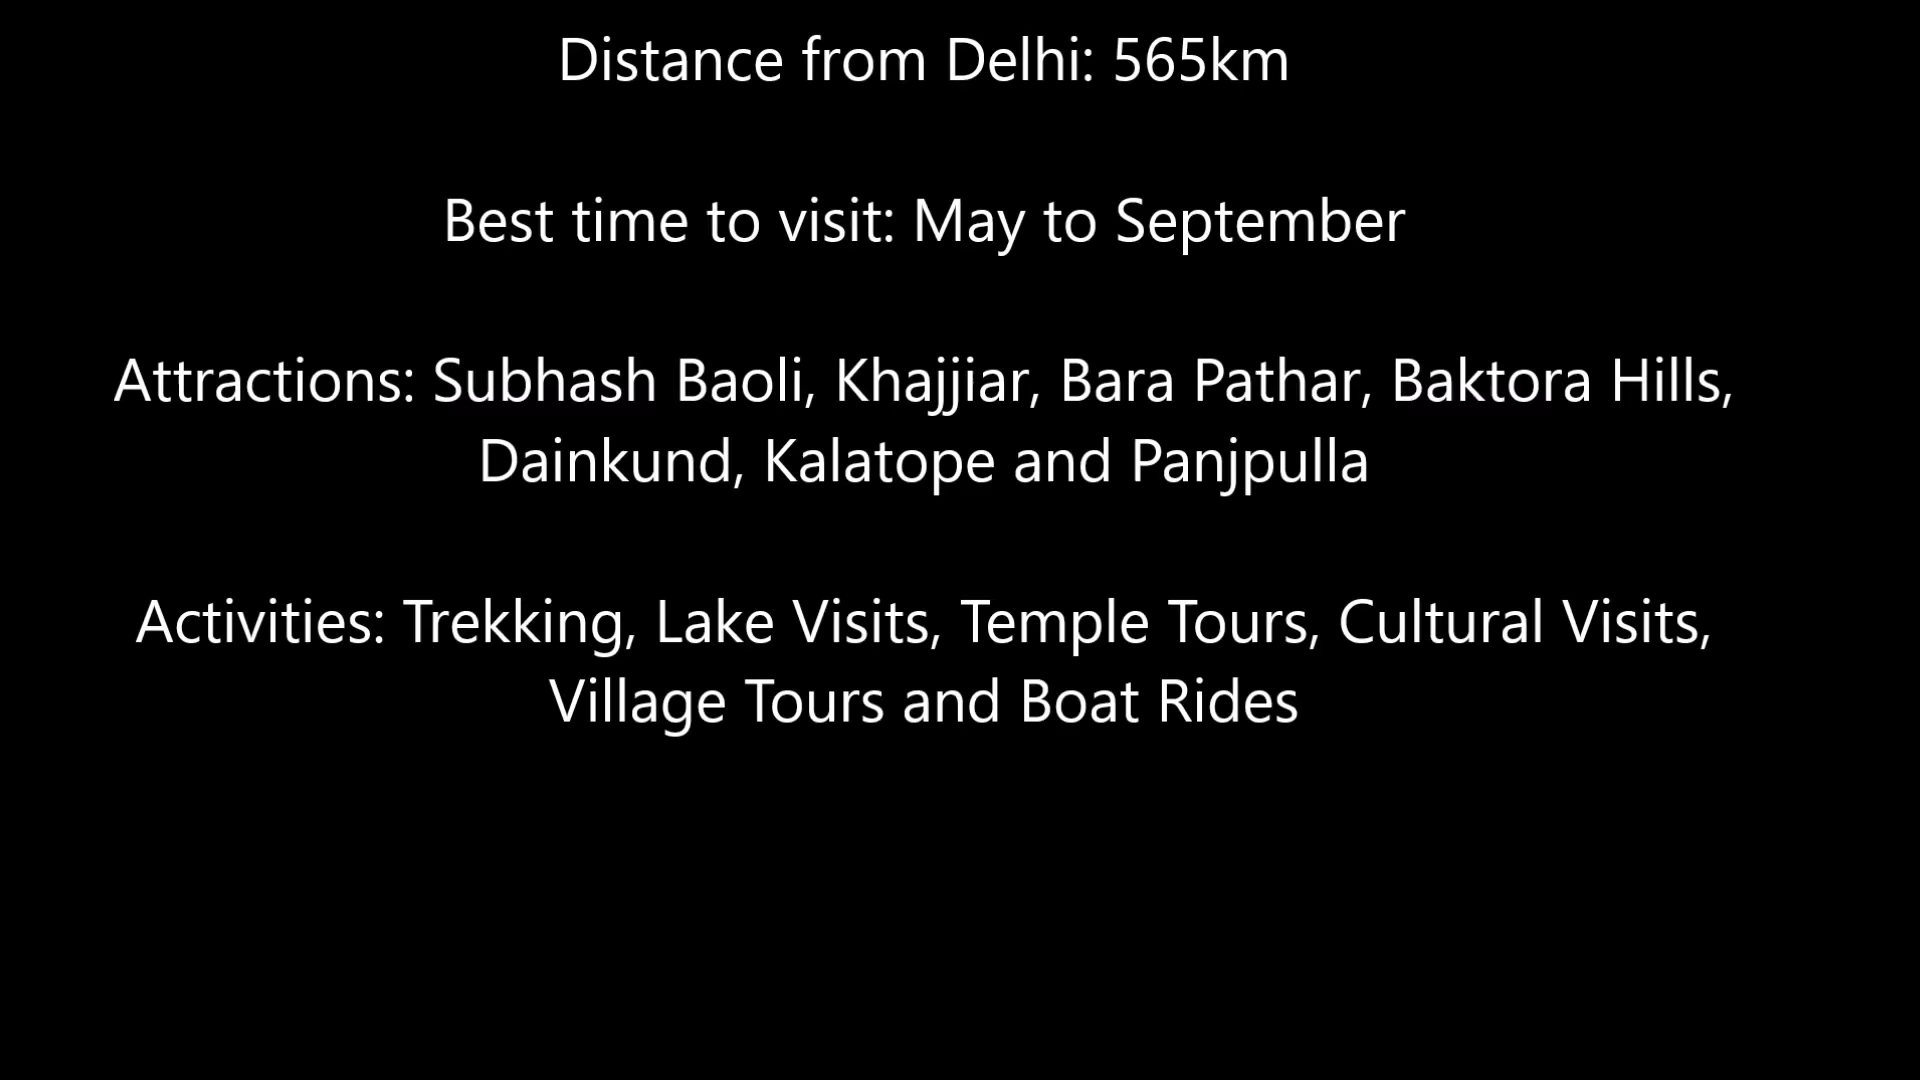 Distance from Delhi: 565km
Best time to visit: May to September
Attractions: Subhash Baoli, Khajjiar, Bara Pathar, Baktora Hills,
Dainkund, Kalatope and Panjpulla
Activities: Trekking, Lake Visits, Temple Tours, Cultural Visits,
Village Tours and Boat Rides